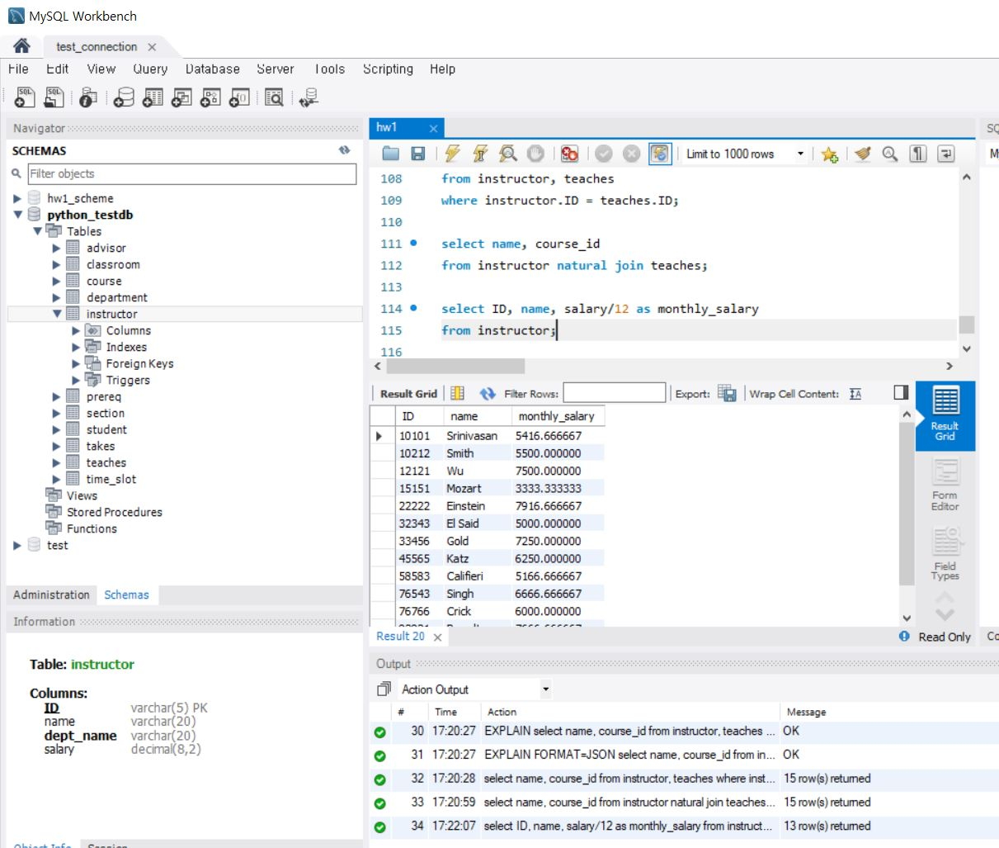 MySQL Workbench
test_connection
File Edit View Query Database Server Tools Scripting Help
Navigator
SCHEMAS
Filter objects
hw1_scheme
python_testdb
Tables
advisor
classroom
course
department
instructor
Columns
Indexes
Foreign Keys
Triggers
prereq
section
student
takes
teaches
time_slot
Views
Stored Procedures
Functions
test
Administration Schemas
Information
Table: instructor
Columns:
ID varchar(5) PK
name varchar(20)
dept_name varchar(20)
salary decimal(8,2)
hw1
Limit to 1000 rows
108 from instructor, teaches
109 where instructor.ID = teaches.ID;
110
111 select name, course_id
112 from instructor natural join teaches;
113
114 select ID, name, salary/12 as monthly_salary
115 from instructor;
116
Result Grid Filter Rows: Export: Wrap Cell Content:
ID name monthly_salary
10101 Srinivasan 5416.666667
10212 Smith 5500.000000
12121 Wu 7500.000000
15151 Mozart 3333.333333
22222 Einstein 7916.666667
32343 El Said 5000.000000
33456 Gold 7250.000000
45565 Katz 6250.000000
58583 Califieri 5166.666667
76543 Singh 6666.666667
76766 Crick 6000.000000
Result Grid
Form Editor
Field Types
Result 20
Read Only
Output
Action Output
# Time Action Message
30 17:20:27 EXPLAIN select name, course_id from instructor, teaches ... OK
31 17:20:27 EXPLAIN FORMAT=JSON select name, course_id from in... OK
32 17:20:28 select name, course_id from instructor, teaches where inst... 15 row(s) returned
33 17:20:59 select name, course_id from instructor natural join teaches... 15 row(s) returned
34 17:22:07 select ID, name, salary/12 as monthly_salary from instruct... 13 row(s) returned